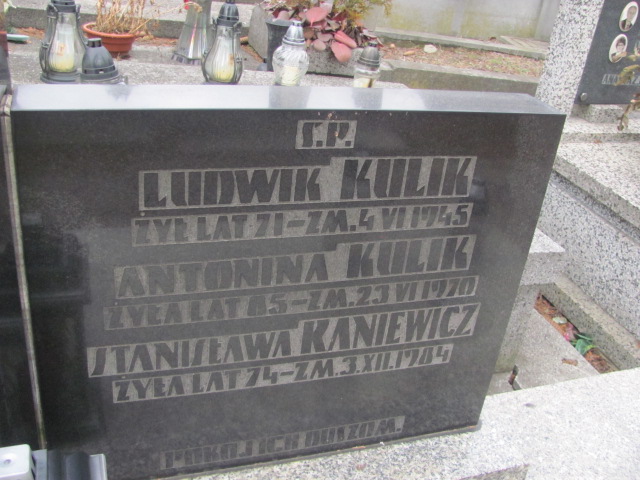 Ś.P.
LUDWIK KULIK
ŻYŁ LAT 71-ZM.4 VI 1945
ANTONINA KULIK
ŻYŁA LAT 85-ZM.23 VI 1970
STANISŁAWA KANIEWICZ
ŻYŁA LAT 74-ZM.3.XII.1984
POKÓJ ICH DUSZOM.